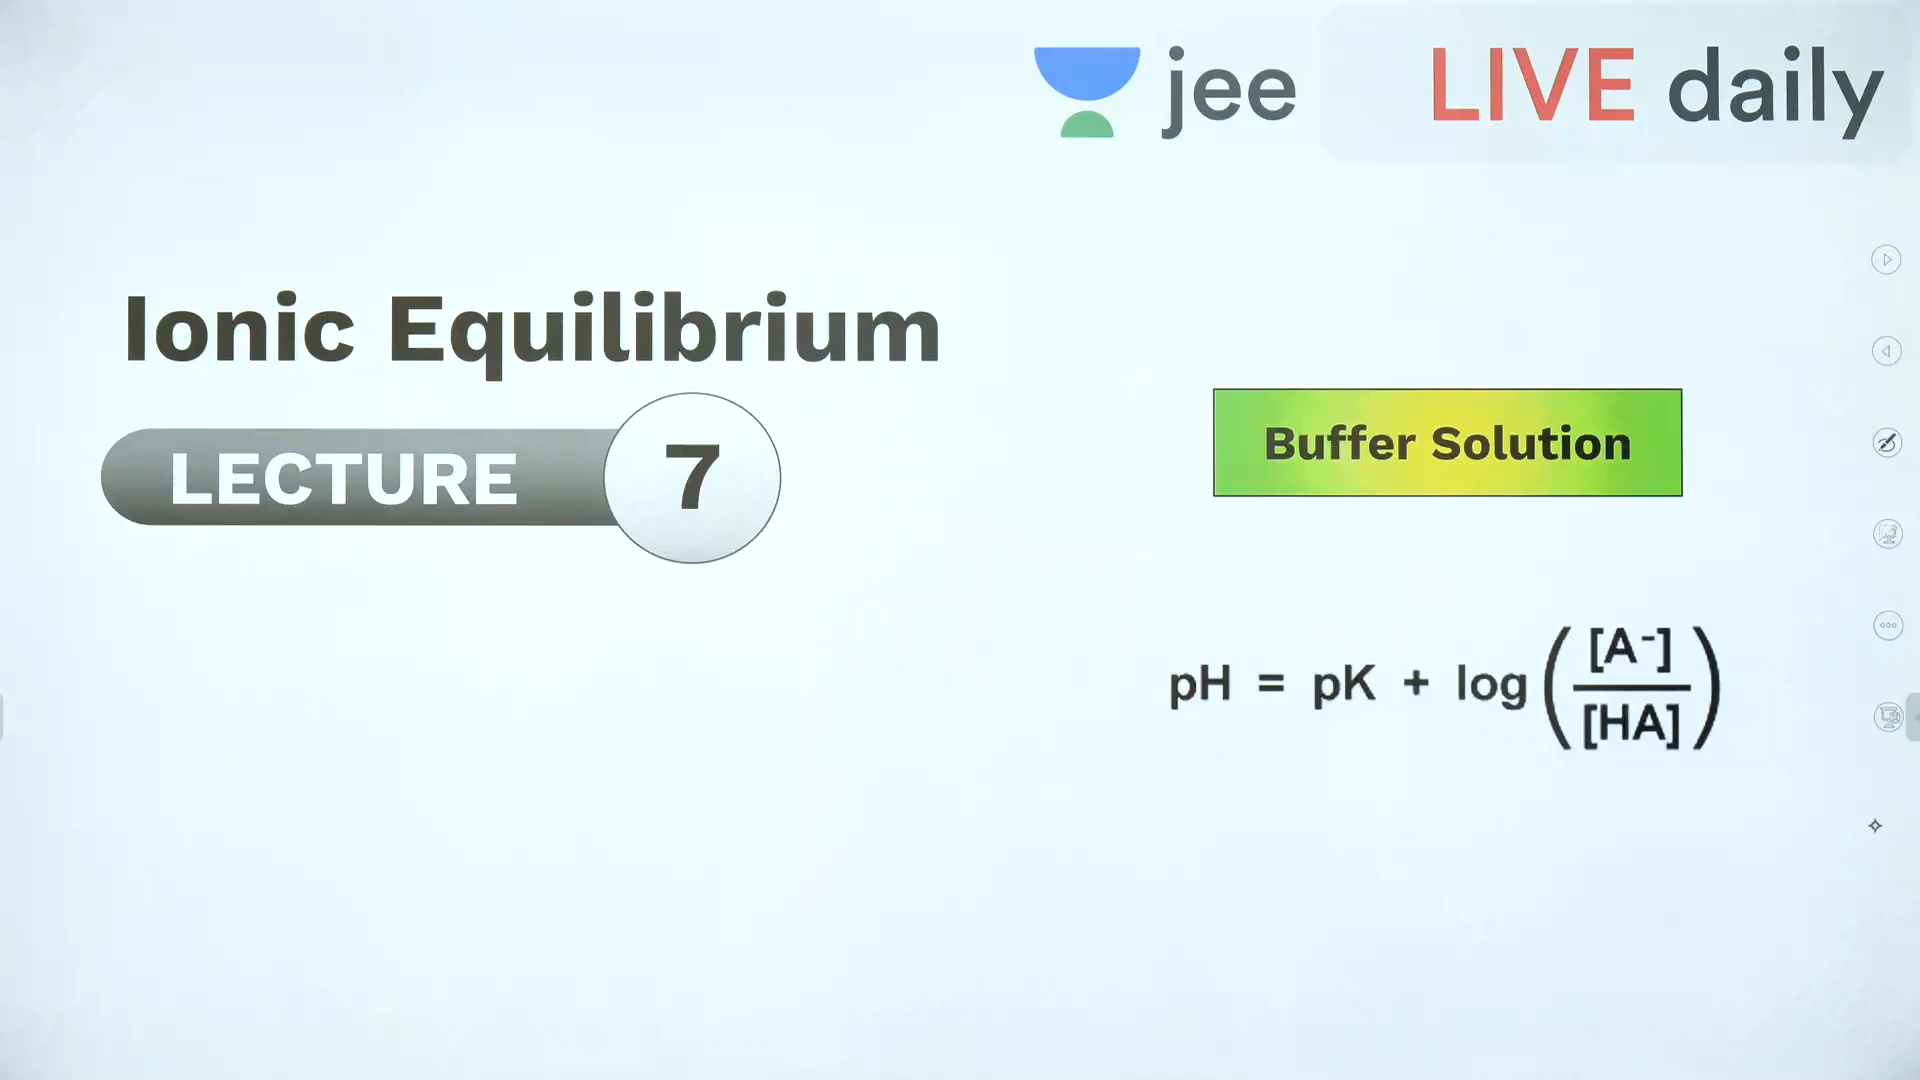 jee
LIVE daily
Ionic Equilibrium
LECTURE 7
Buffer Solution
pH = pK + log([A⁻]/[HA])